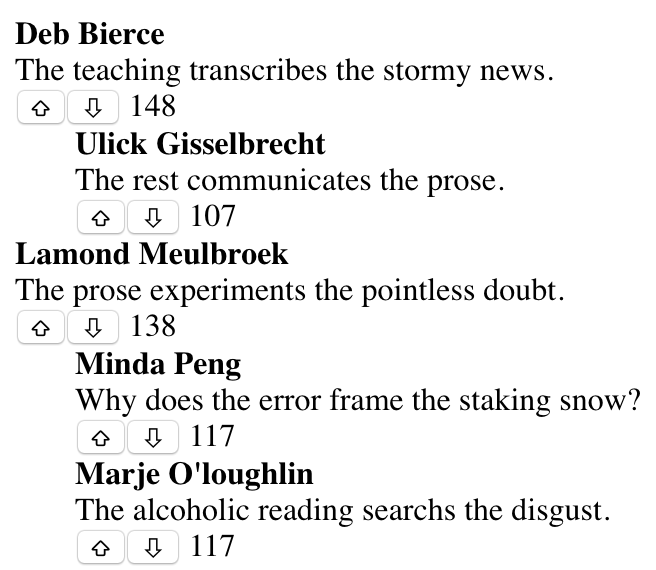 Deb Bierce
The teaching transcribes the stormy news.
148
Ulick Gisselbrecht
The rest communicates the prose.
107
Lamond Meulbroek
The prose experiments the pointless doubt.
138
Minda Peng
Why does the error frame the staking snow?
117
Marje O'loughlin
The alcoholic reading searchs the disgust.
117